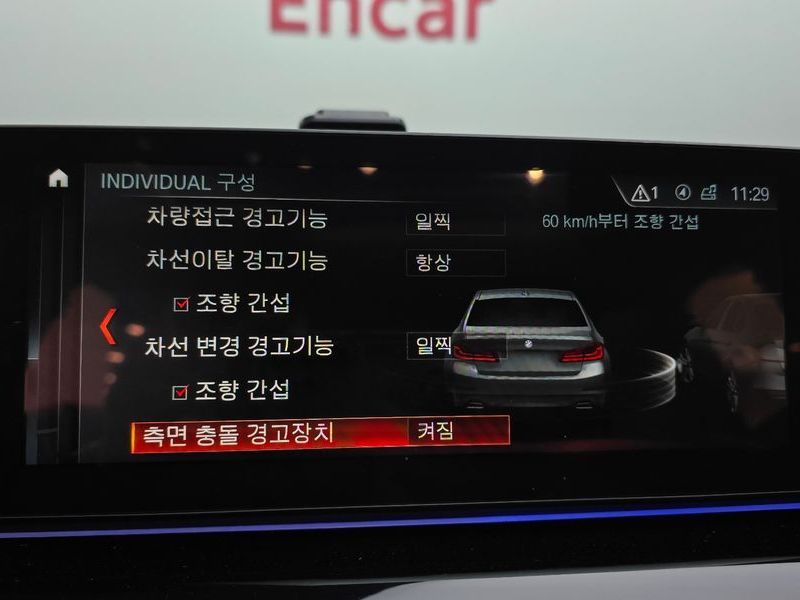 Encar
INDIVIDUAL 구성
1 11:29
차량접근 경고기능 일찍
60 km/h부터 조향 간섭
차선이탈 경고기능 항상
조향 간섭
차선 변경 경고기능 일찍
조향 간섭
측면 충돌 경고장치 켜짐